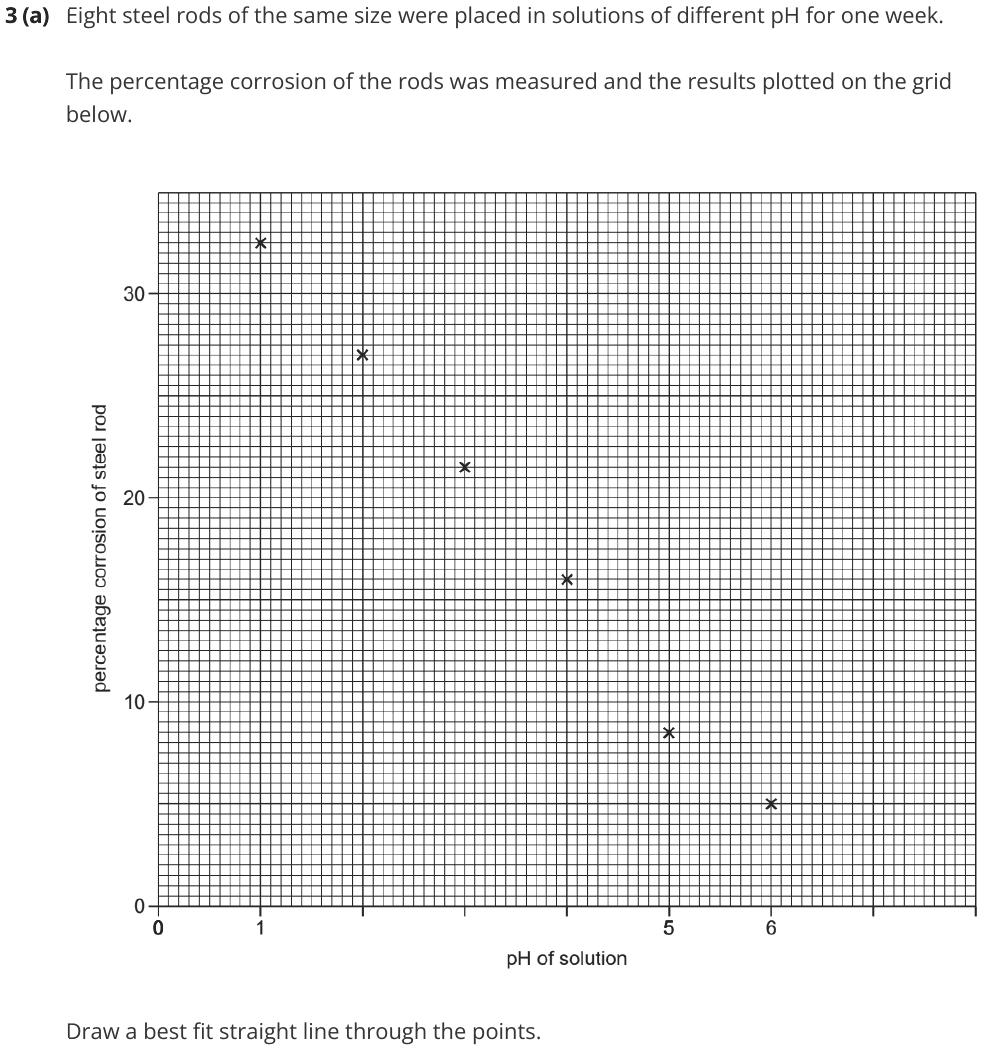 3 (a) Eight steel rods of the same size were placed in solutions of different pH for one week.
The percentage corrosion of the rods was measured and the results plotted on the grid
below.
percentage corrosion of steel rod
30
20
10
0
0 1 5 6
pH of solution
Draw a best fit straight line through the points.